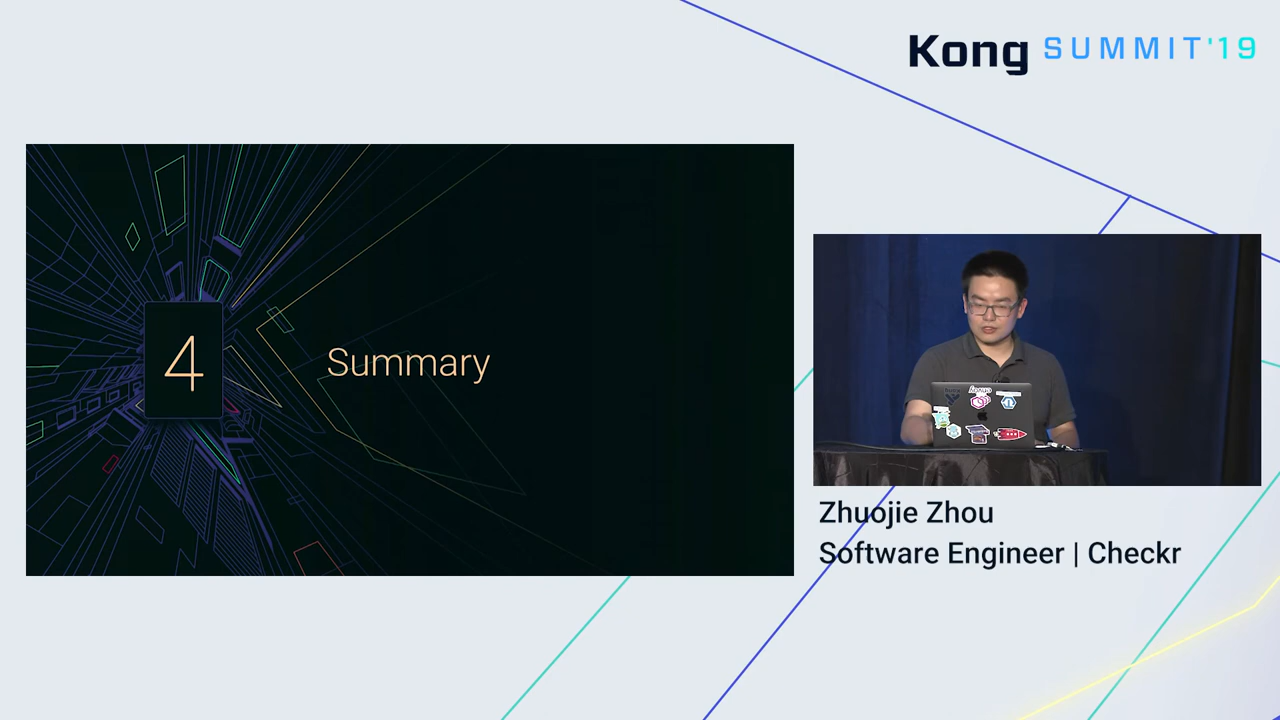 Kong SUMMIT'19
4
Summary
Zhuojie Zhou
Software Engineer | Checkr